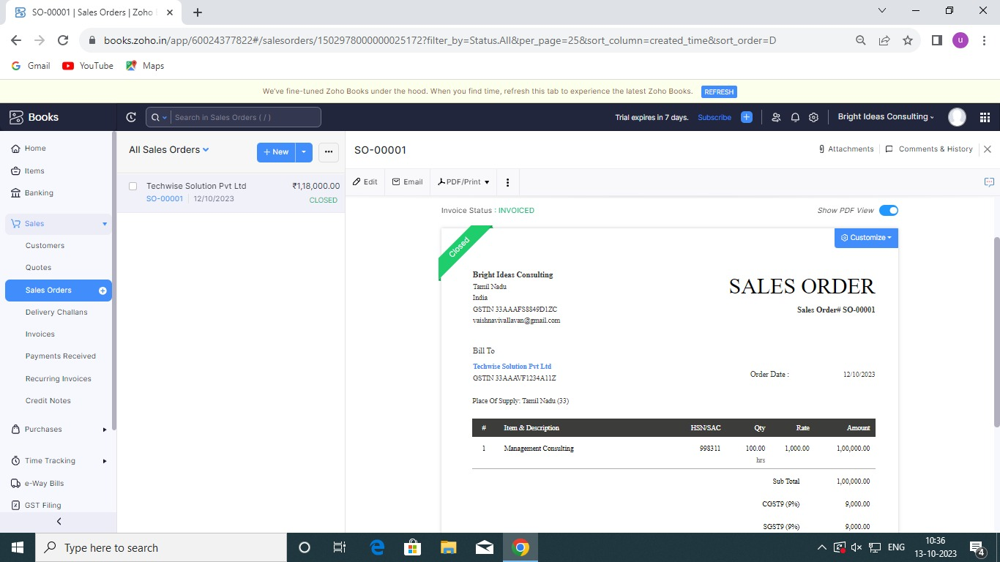 SO-00001 | Sales Orders | Zoho
books.zoho.in/app/60024377822#/salesorders/1502978000000025172?filter_by=Status.All&per_page=25&sort_column=created_time&sort_order=D
u
Gmail YouTube Maps
We've fine-tuned Zoho Books under the hood. When you find time, refresh this tab to experience the latest Zoho Books. REFRESH
Books
Search in Sales Orders ( / )
Trial expires in 7 days. Subscribe
Bright Ideas Consulting
Home
Items
Banking
Sales
Customers
Quotes
Sales Orders
Delivery Challans
Invoices
Payments Received
Recurring Invoices
Credit Notes
Purchases
Time Tracking
e-Way Bills
GST Filing
All Sales Orders
+ New
Techwise Solution Pvt Ltd ₹1,18,000.00
SO-00001 | 12/10/2023 CLOSED
SO-00001
Attachments Comments & History
Edit Email PDF/Print
Invoice Status : INVOICED
Show PDF View
Closed
Customize
Bright Ideas Consulting
Tamil Nadu
India
GSTIN 33AAAFS8849D1ZC
vaishnavivallavan@gmail.com
SALES ORDER
Sales Order# SO-00001
Bill To
Techwise Solution Pvt Ltd
GSTIN 33AAAVF1234A11Z
Order Date : 12/10/2023
Place Of Supply: Tamil Nadu (33)
# Item & Description HSN/SAC Qty Rate Amount
1 Management Consulting 998311 100.00 1,000.00 1,00,000.00
hrs
Sub Total 1,00,000.00
CGST9 (9%) 9,000.00
SGST9 (9%) 9,000.00
Type here to search
ENG
10:36
13-10-2023
4